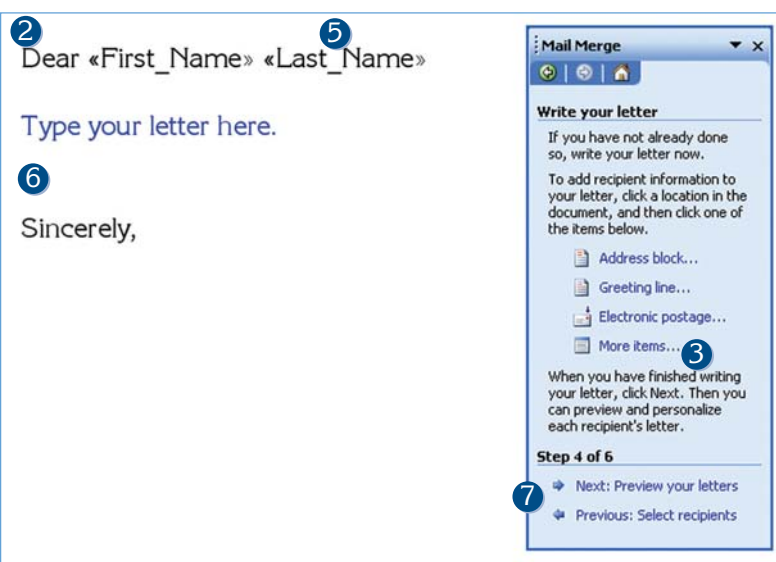 2
5
Dear «First_Name» «Last_Name»
Type your letter here.
6
Sincerely,
Mail Merge
Write your letter
If you have not already done
so, write your letter now.
To add recipient information to
your letter, click a location in the
document, and then click one of
the items below.
Address block...
Greeting line...
Electronic postage...
More items...
3
When you have finished writing
your letter, click Next. Then you
can preview and personalize
each recipient's letter.
Step 4 of 6
7
Next: Preview your letters
Previous: Select recipients